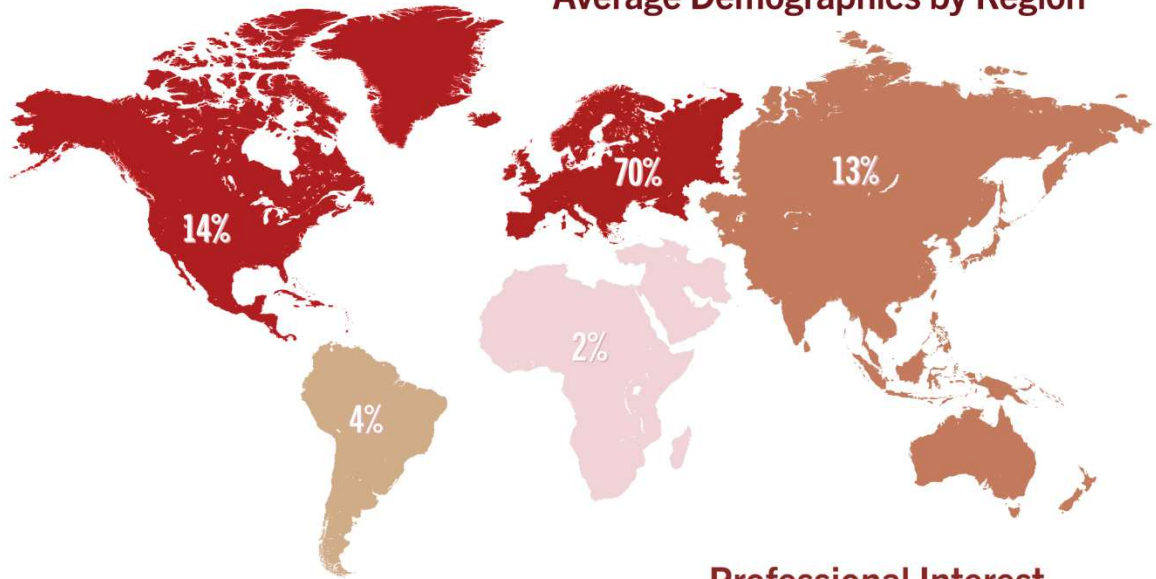 Average Demographics by Region
70%
13%
14%
2%
4%
Professional Interest